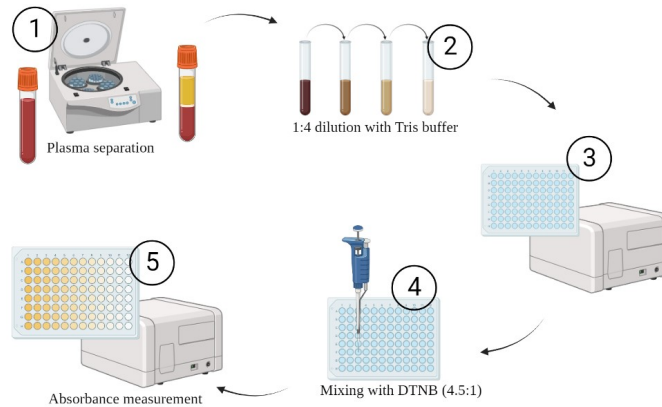 1
Plasma separation
2
1:4 dilution with Tris buffer
3
4
Mixing with DTNB (4.5:1)
5
Absorbance measurement